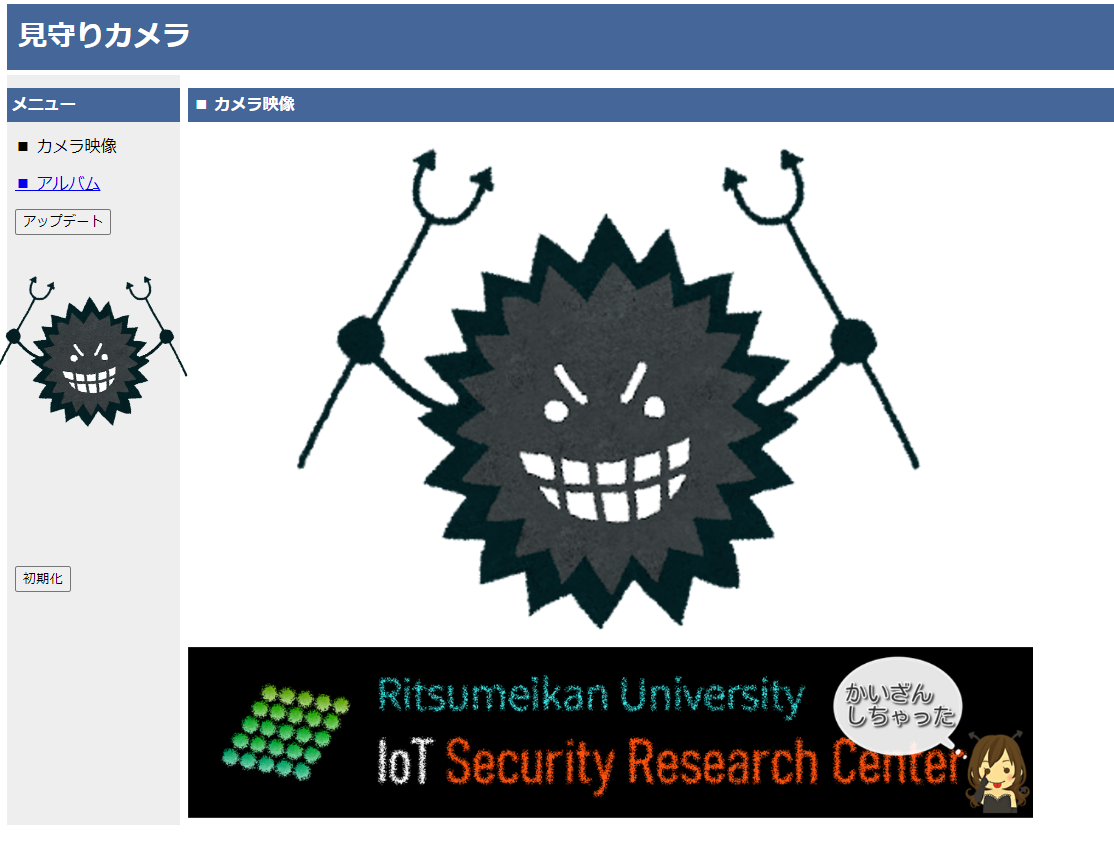 見守りカメラ
メニュー
■ カメラ映像
■ アルバム
アップデート
初期化
■ カメラ映像
Ritsumeikan University
IoT Security Research Center
かいざん
しちゃった